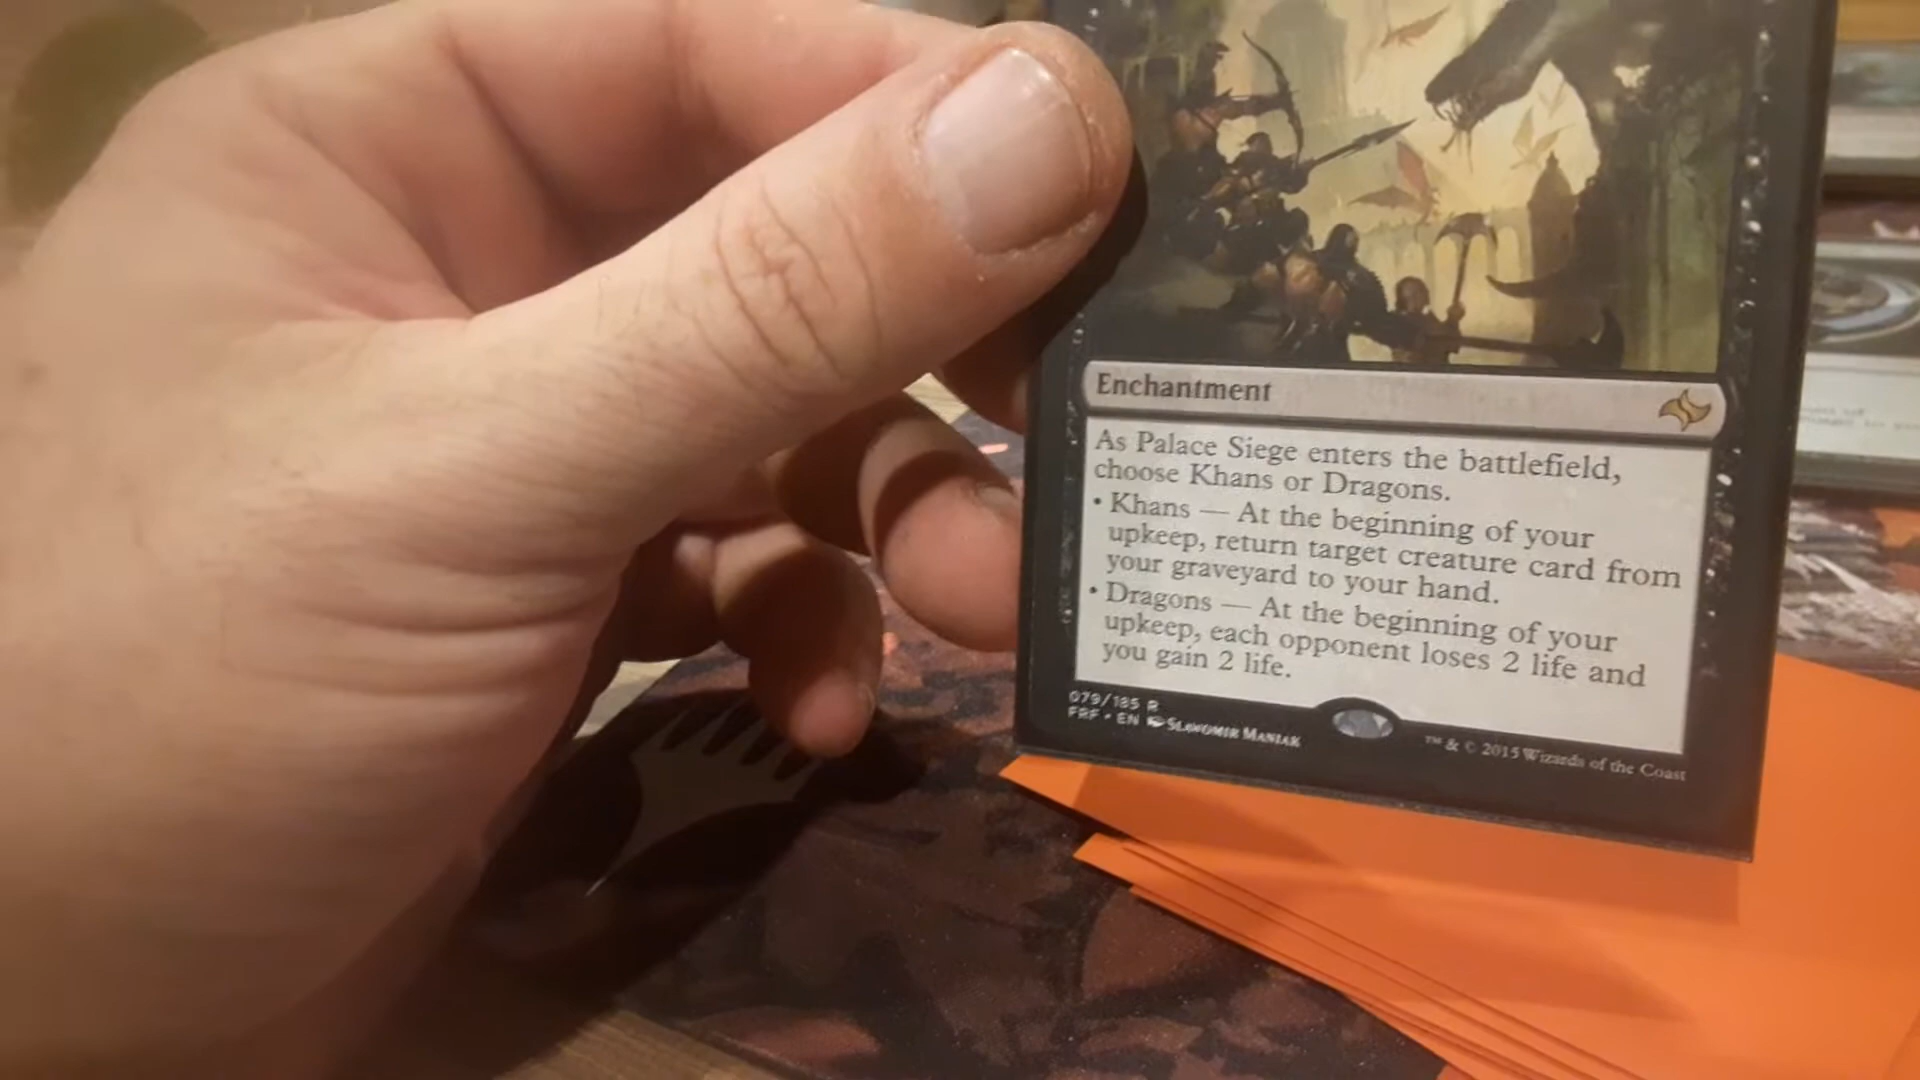 Enchantment
As Palace Siege enters the battlefield,
choose Khans or Dragons.
• Khans — At the beginning of your
upkeep, return target creature card from
your graveyard to your hand.
• Dragons — At the beginning of your
upkeep, each opponent loses 2 life and
you gain 2 life.
079/185 R
FRF • EN Slawomir Maniak
™ & © 2015 Wizards of the Coast